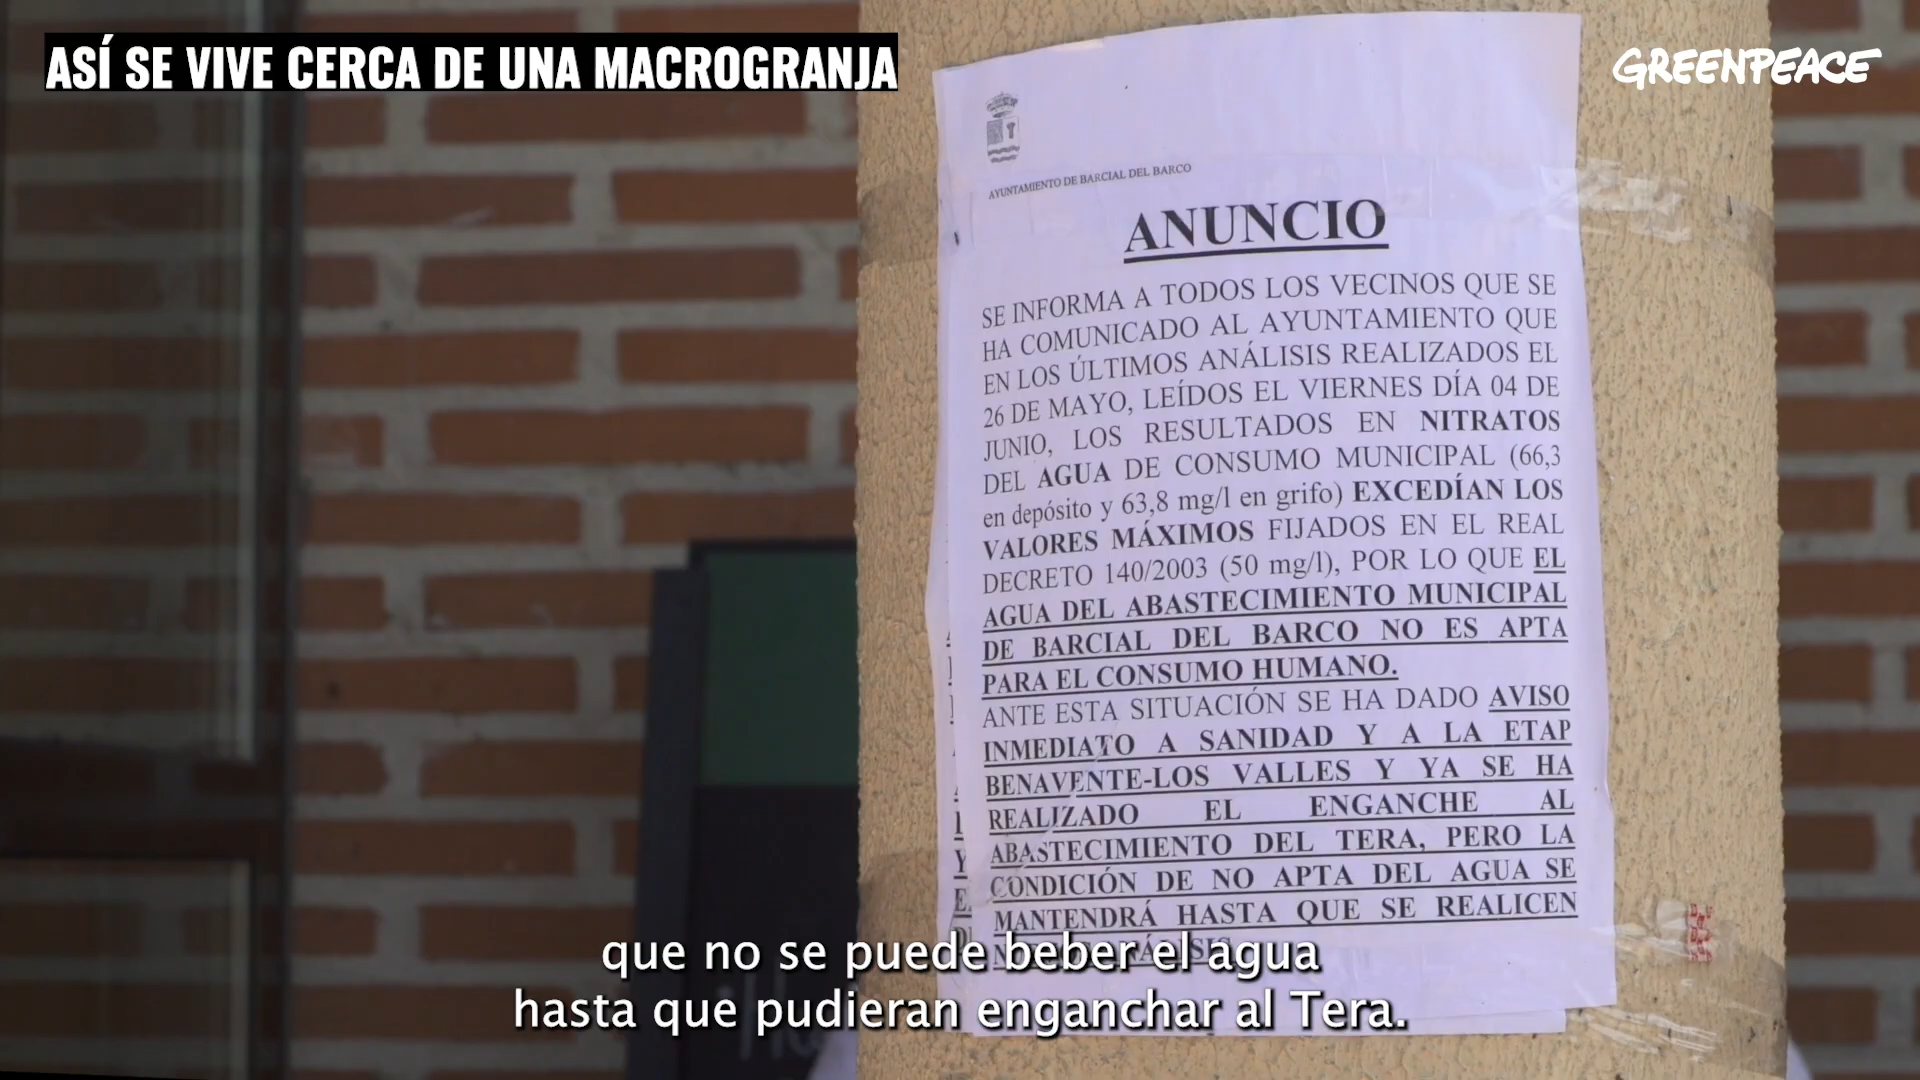 ASÍ SE VIVE CERCA DE UNA MACROGRANJA
GREENPEACE
AYUNTAMIENTO DE BARCIAL DEL BARCO
ANUNCIO
SE INFORMA A TODOS LOS VECINOS QUE SE
HA COMUNICADO AL AYUNTAMIENTO QUE
EN LOS ÚLTIMOS ANÁLISIS REALIZADOS EL
26 DE MAYO, LEÍDOS EL VIERNES DÍA 04 DE
JUNIO, LOS RESULTADOS EN NITRATOS
DEL AGUA DE CONSUMO MUNICIPAL (66,3
en depósito y 63,8 mg/l en grifo) EXCEDÍAN LOS
VALORES MÁXIMOS FIJADOS EN EL REAL
DECRETO 140/2003 (50 mg/l), POR LO QUE EL
AGUA DEL ABASTECIMIENTO MUNICIPAL
DE BARCIAL DEL BARCO NO ES APTA
PARA EL CONSUMO HUMANO.
ANTE ESTA SITUACIÓN SE HA DADO AVISO
INMEDIATO A SANIDAD Y A LA ETAP
BENAVENTE-LOS VALLES Y YA SE HA
REALIZADO EL ENGANCHE AL
ABASTECIMIENTO DEL TERA, PERO LA
CONDICIÓN DE NO APTA DEL AGUA SE
MANTENDRÁ HASTA QUE SE REALICEN
que no se puede beber el agua
hasta que pudieran enganchar al Tera.